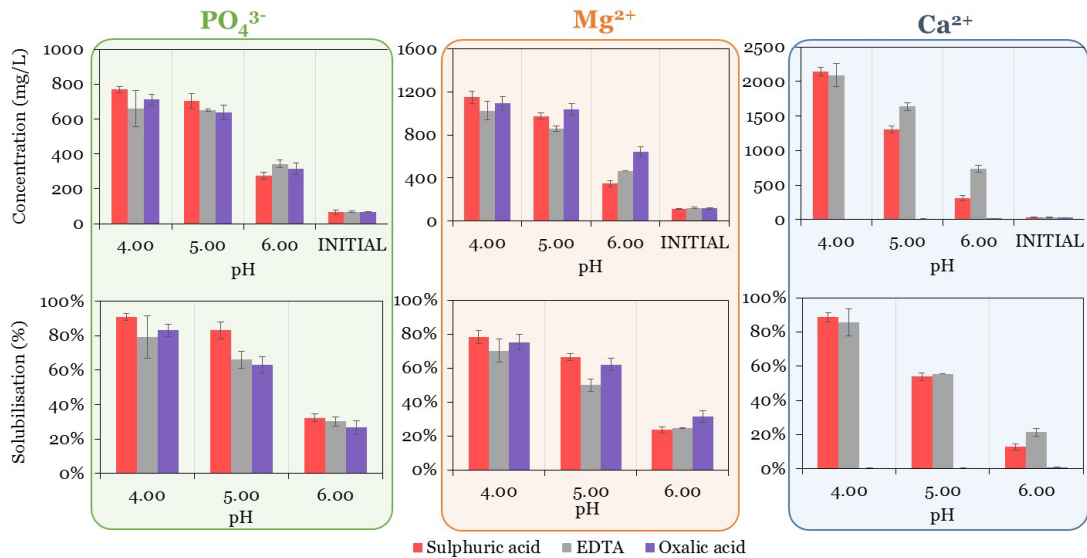 PO₄³⁻
Mg²⁺
Ca²⁺
Concentration (mg/L)
1000
800
600
400
200
0
4.00 5.00 6.00 INITIAL
pH
1600
1200
800
400
0
4.00 5.00 6.00 INITIAL
pH
2500
2000
1500
1000
500
0
4.00 5.00 6.00 INITIAL
pH
Solubilisation (%)
100%
80%
60%
40%
20%
0%
4.00 5.00 6.00
pH
100%
80%
60%
40%
20%
0%
4.00 5.00 6.00
pH
100%
80%
60%
40%
20%
0%
4.00 5.00 6.00
pH
Sulphuric acid EDTA Oxalic acid